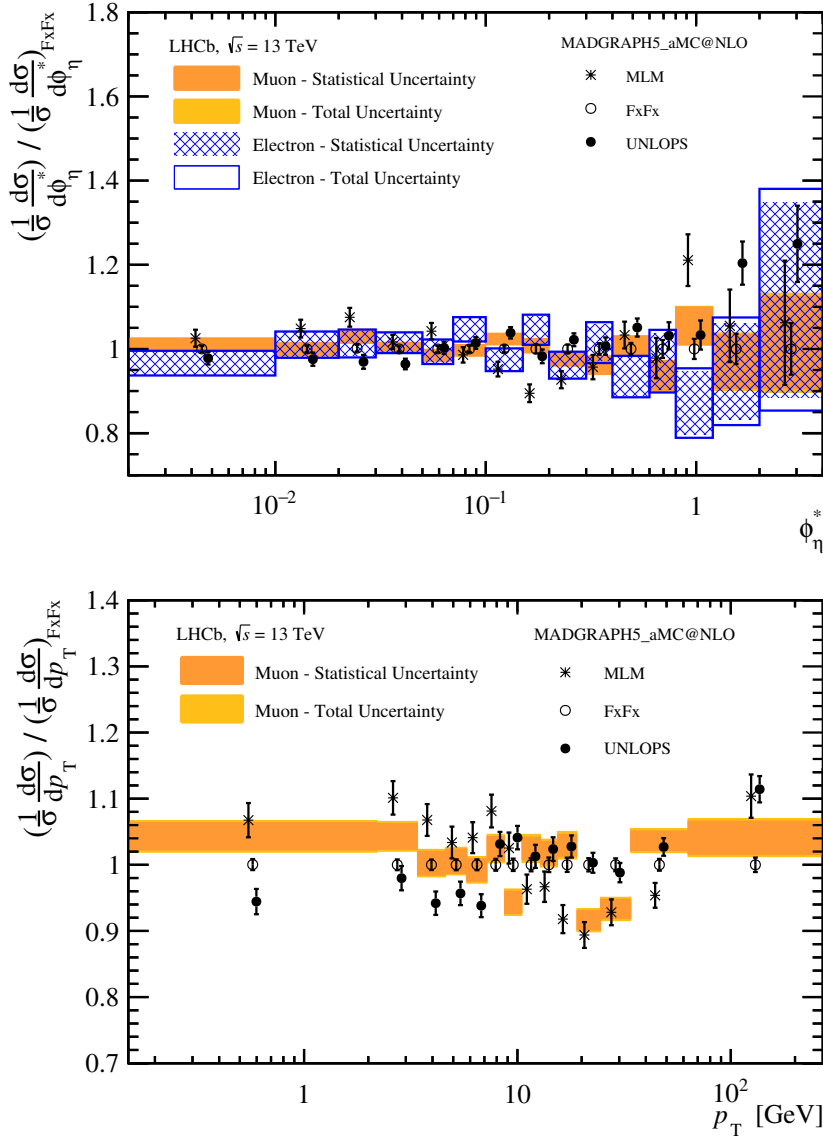 (1/σ dσ/dϕ*η) / (1/σ dσ/dϕ*η)FxFx
LHCb, √s = 13 TeV
Muon - Statistical Uncertainty
Muon - Total Uncertainty
Electron - Statistical Uncertainty
Electron - Total Uncertainty
MADGRAPH5_aMC@NLO
MLM
FxFx
UNLOPS
1.8
1.6
1.4
1.2
1
0.8
10⁻² 10⁻¹ 1
ϕ*η
(1/σ dσ/dpT) / (1/σ dσ/dpT)FxFx
LHCb, √s = 13 TeV
Muon - Statistical Uncertainty
Muon - Total Uncertainty
MADGRAPH5_aMC@NLO
MLM
FxFx
UNLOPS
1.4
1.3
1.2
1.1
1
0.9
0.8
0.7
1 10 10²
pT [GeV]